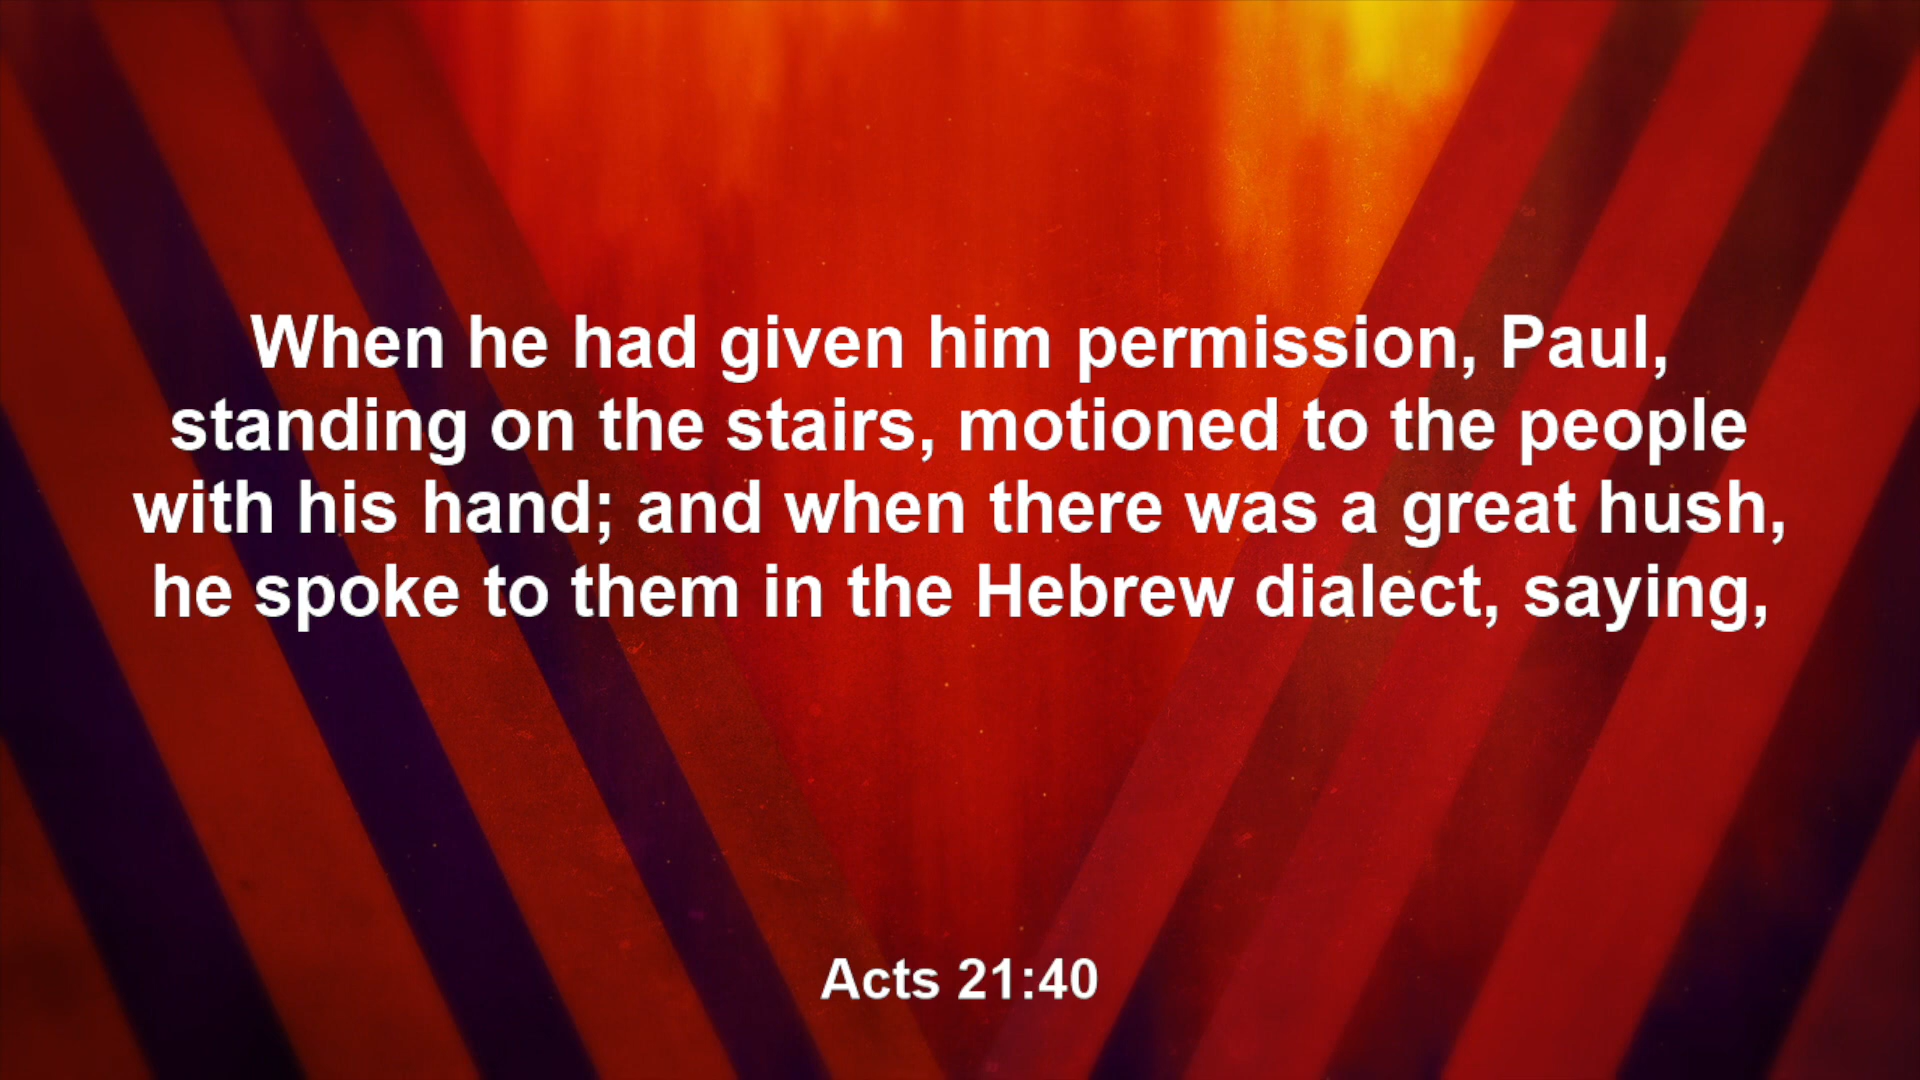 When he had given him permission, Paul,
standing on the stairs, motioned to the people
with his hand; and when there was a great hush,
he spoke to them in the Hebrew dialect, saying,
Acts 21:40